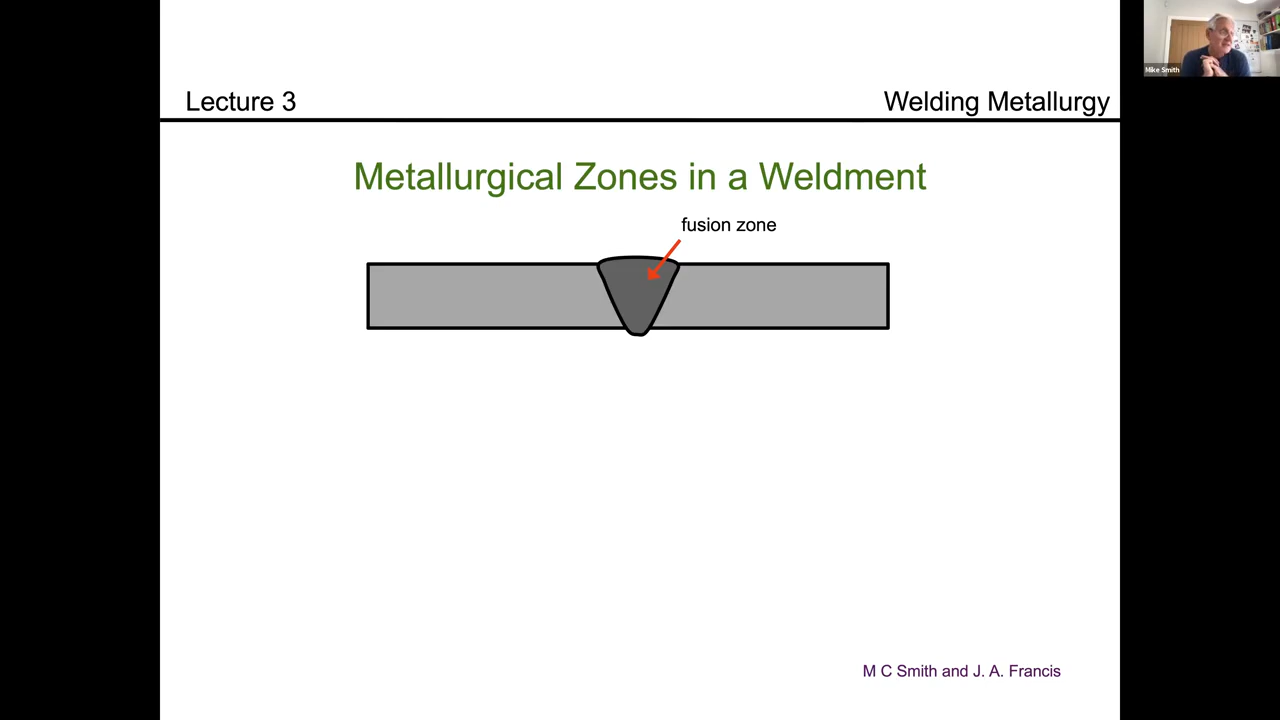 Mike Smith
Lecture 3
Welding Metallurgy
Metallurgical Zones in a Weldment
fusion zone
M C Smith and J. A. Francis